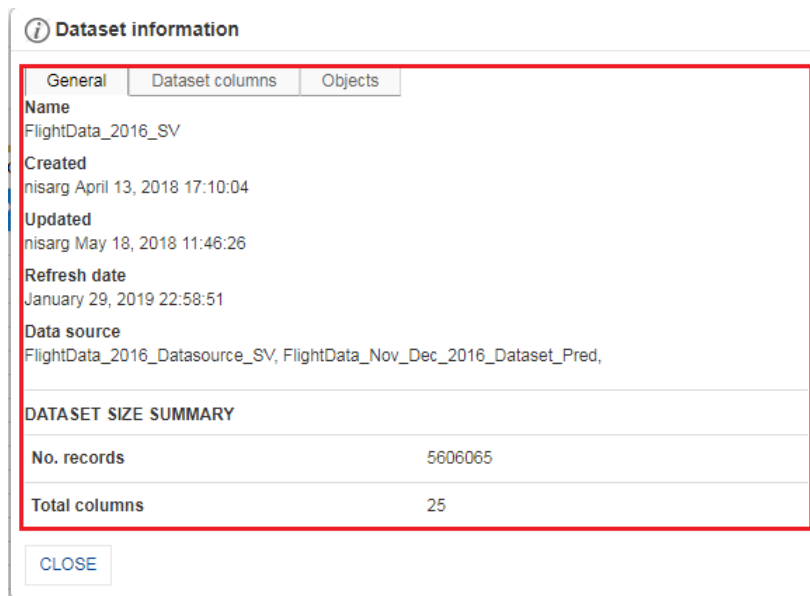 Dataset information
General Dataset columns Objects
Name
FlightData_2016_SV
Created
nisarg April 13, 2018 17:10:04
Updated
nisarg May 18, 2018 11:46:26
Refresh date
January 29, 2019 22:58:51
Data source
FlightData_2016_Datasource_SV, FlightData_Nov_Dec_2016_Dataset_Pred,
DATASET SIZE SUMMARY
No. records 5606065
Total columns 25
CLOSE